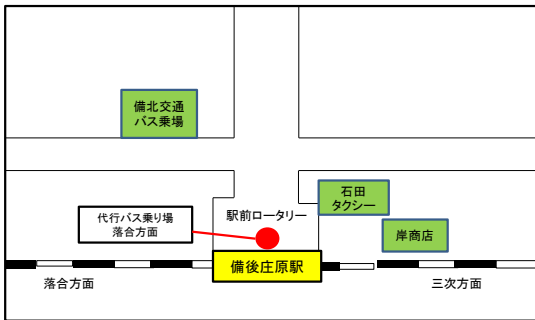 備北交通
バス乗場
石田
タクシー
代行バス乗り場
落合方面
駅前ロータリー
岸商店
備後庄原駅
落合方面
三次方面